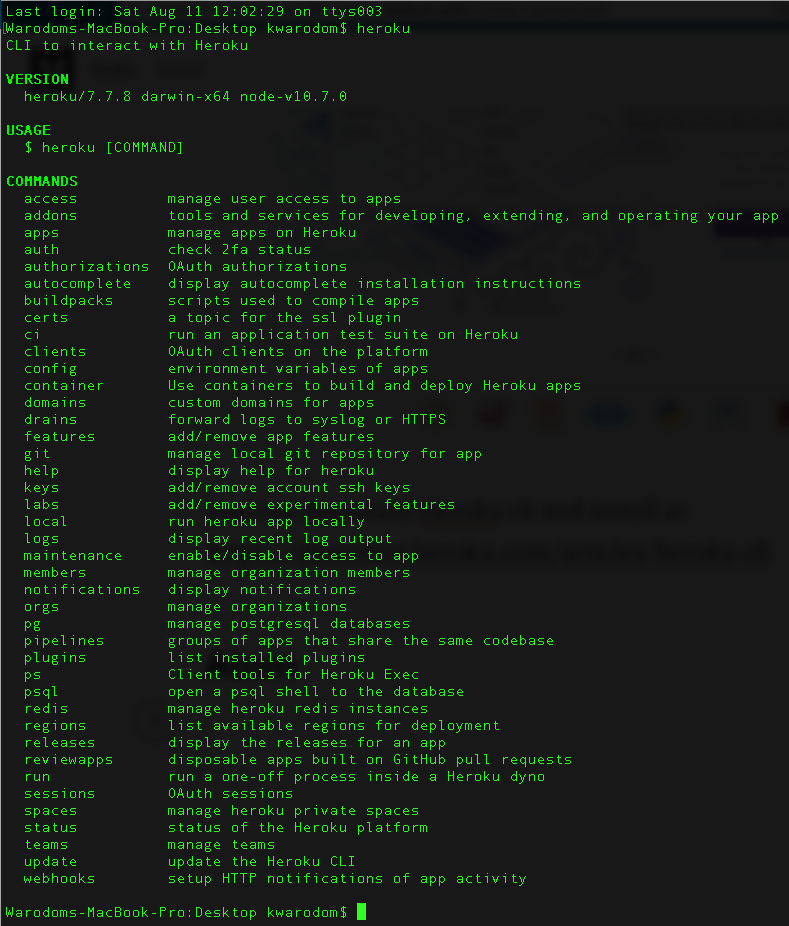 Last login: Sat Aug 11 12:02:29 on ttys003
Warodoms-MacBook-Pro:Desktop kwarodom$ heroku
CLI to interact with Heroku

VERSION
  heroku/7.7.8 darwin-x64 node-v10.7.0

USAGE
  $ heroku [COMMAND]

COMMANDS
  access          manage user access to apps
  addons          tools and services for developing, extending, and operating your app
  apps            manage apps on Heroku
  auth            check 2fa status
  authorizations  OAuth authorizations
  autocomplete    display autocomplete installation instructions
  buildpacks      scripts used to compile apps
  certs           a topic for the ssl plugin
  ci              run an application test suite on Heroku
  clients         OAuth clients on the platform
  config          environment variables of apps
  container       Use containers to build and deploy Heroku apps
  domains         custom domains for apps
  drains          forward logs to syslog or HTTPS
  features        add/remove app features
  git             manage local git repository for app
  help            display help for heroku
  keys            add/remove account ssh keys
  labs            add/remove experimental features
  local           run heroku app locally
  logs            display recent log output
  maintenance     enable/disable access to app
  members         manage organization members
  notifications   display notifications
  orgs            manage organizations
  pg              manage postgresql databases
  pipelines       groups of apps that share the same codebase
  plugins         list installed plugins
  ps              Client tools for Heroku Exec
  psql            open a psql shell to the database
  redis           manage heroku redis instances
  regions         list available regions for deployment
  releases        display the releases for an app
  reviewapps      disposable apps built on GitHub pull requests
  run             run a one-off process inside a Heroku dyno
  sessions        OAuth sessions
  spaces          manage heroku private spaces
  status          status of the Heroku platform
  teams           manage teams
  update          update the Heroku CLI
  webhooks        setup HTTP notifications of app activity

Warodoms-MacBook-Pro:Desktop kwarodom$